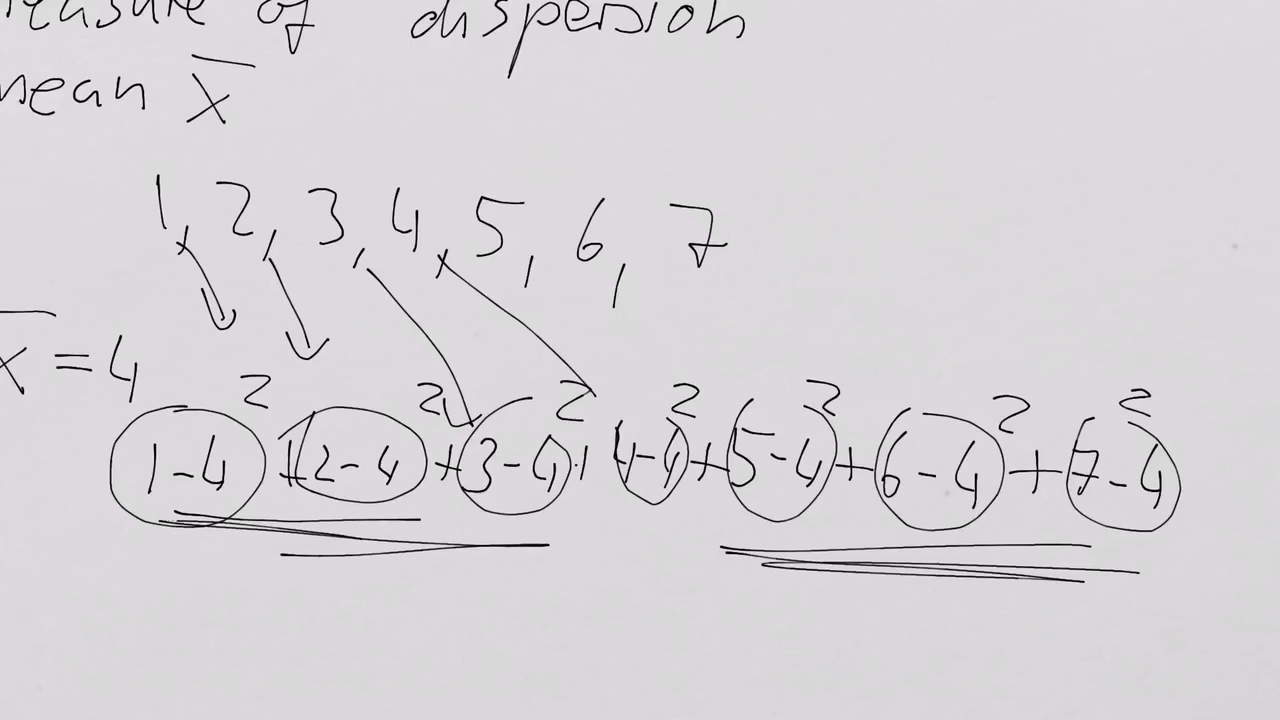 measure of dispersion
mean x̅
1, 2, 3, 4, 5, 6, 7
x̅ = 4
(1-4)² + (2-4)² + (3-4)² + (4-4)² + (5-4)² + (6-4)² + (7-4)²